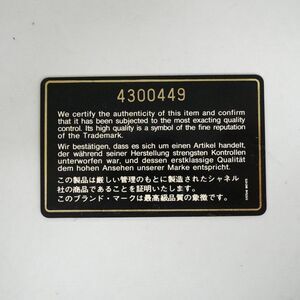 4300449
We certify the authenticity of this item and confirm
that it has been subjected to the most exacting quality
control. Its high quality is a symbol of the fine reputation
of the Trademark.
Wir bestätigen, dass es sich um einen Artikel handelt,
der während seiner Herstellung strengsten Kontrollen
unterworfen war, und dessen erstklassige Qualität
dem hohen Ansehen unserer Marke entspricht.
この製品は厳しい管理のもとに製造されたシャネル
社の商品であることを証明いたします。
このブランド・マークは最高級品質の象徴です。